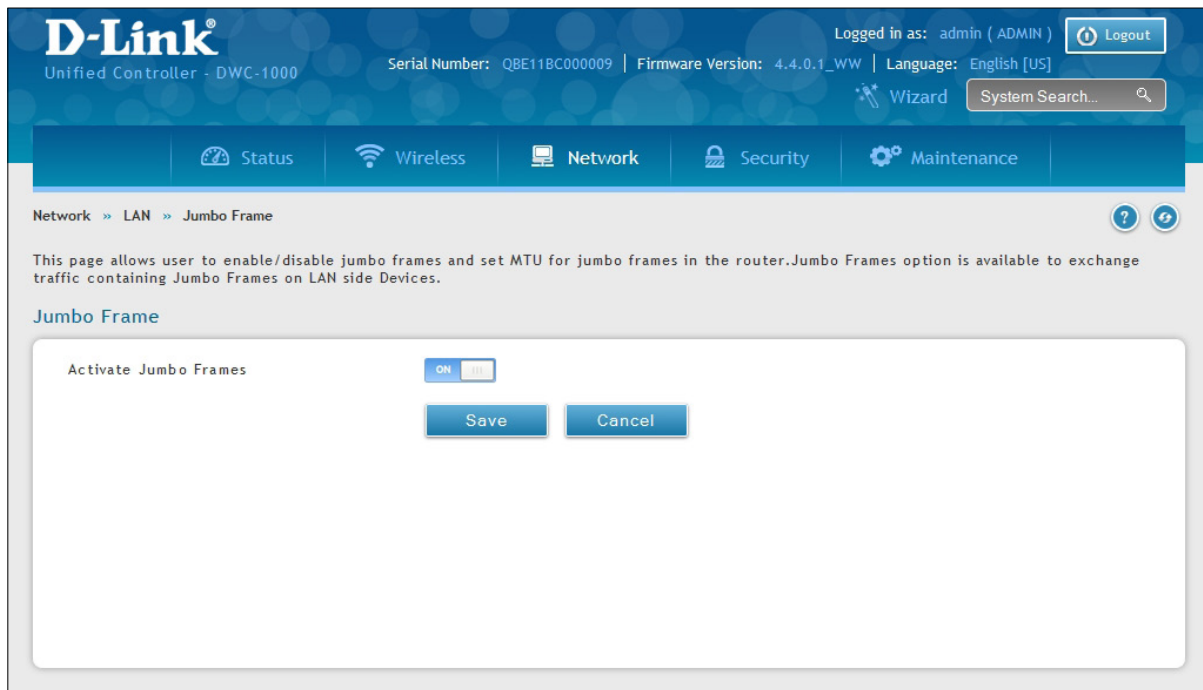 D-Link®
Unified Controller - DWC-1000
Logged in as: admin ( ADMIN )
Logout
Serial Number: QBE11BC000009 | Firmware Version: 4.4.0.1_WW | Language: English [US]
Wizard
System Search...
Status
Wireless
Network
Security
Maintenance
Network » LAN » Jumbo Frame
?
This page allows user to enable/disable jumbo frames and set MTU for jumbo frames in the router.Jumbo Frames option is available to exchange
traffic containing Jumbo Frames on LAN side Devices.
Jumbo Frame
Activate Jumbo Frames
ON
Save
Cancel